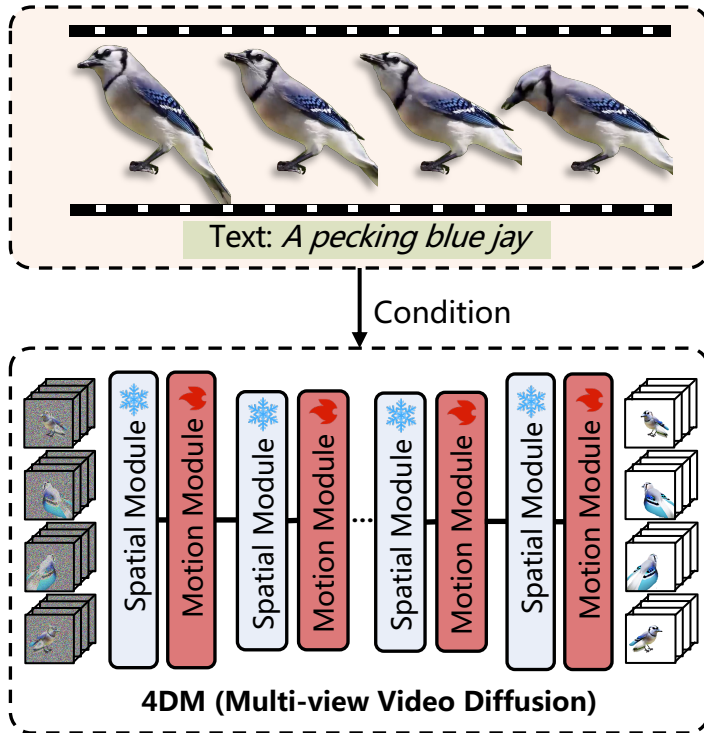 Text: A pecking blue jay
Condition
Spatial Module
Motion Module
Spatial Module
Motion Module
...
Spatial Module
Motion Module
Spatial Module
Motion Module
4DM (Multi-view Video Diffusion)